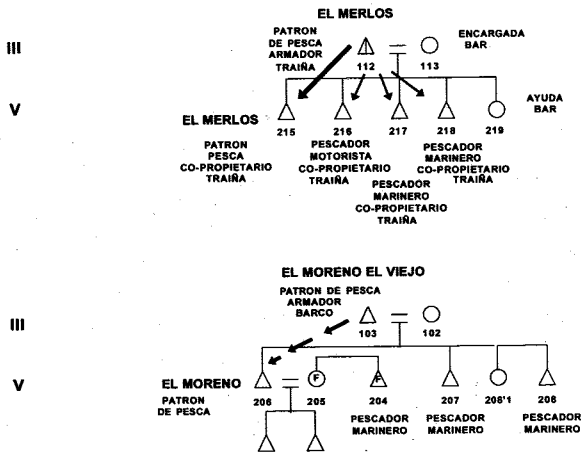 EL MERLOS
III
PATRON
DE PESCA
ARMADOR
TRAIÑA
112
113
ENCARGADA
BAR
V
EL MERLOS
215
216
217
218
219
AYUDA
BAR
PATRON
PESCA
CO-PROPIETARIO
TRAIÑA
PESCADOR
MOTORISTA
CO-PROPIETARIO
TRAIÑA
PESCADOR
MARINERO
CO-PROPIETARIO
TRAIÑA
PESCADOR
MARINERO
CO-PROPIETARIO
TRAIÑA
EL MORENO EL VIEJO
PATRON DE PESCA
ARMADOR
BARCO
III
103
102
V
EL MORENO
PATRON
DE PESCA
206
F
205
F
204
PESCADOR
MARINERO
207
PESCADOR
MARINERO
208'1
208
PESCADOR
MARINERO